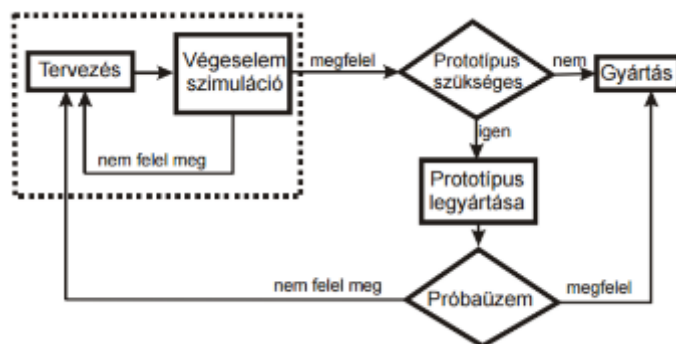 Tervezés
Végeselem
szimuláció
megfelel
Prototípus
szükséges
nem
Gyártás
nem felel meg
igen
Prototípus
legyártása
nem felel meg
Próbaüzem
megfelel